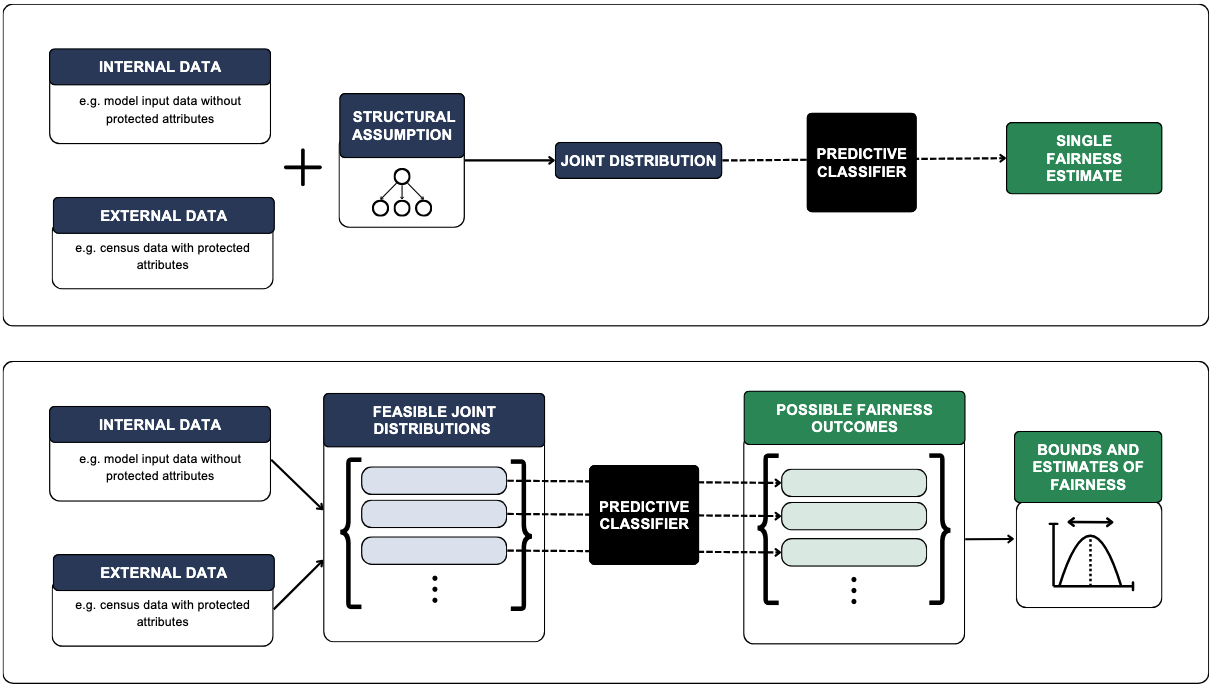 INTERNAL DATA
e.g. model input data without
protected attributes
EXTERNAL DATA
e.g. census data with protected
attributes
STRUCTURAL
ASSUMPTION
JOINT DISTRIBUTION
PREDICTIVE
CLASSIFIER
SINGLE
FAIRNESS
ESTIMATE
INTERNAL DATA
e.g. model input data without
protected attributes
EXTERNAL DATA
e.g. census data with protected
attributes
FEASIBLE JOINT
DISTRIBUTIONS
PREDICTIVE
CLASSIFIER
POSSIBLE FAIRNESS
OUTCOMES
BOUNDS AND
ESTIMATES OF
FAIRNESS